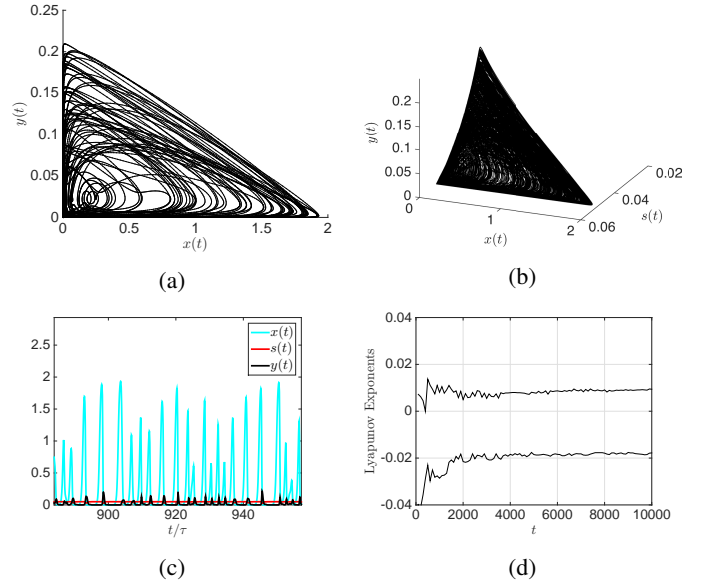 0.25
0.2
0.15
0.1
0.05
0
y(t)
0 0.5 1 1.5 2
x(t)
(a)
0.2
0.15
0.1
0.05
0
y(t)
0 1 2
x(t)
0.06 0.04 0.02
s(t)
(b)
2.5
2
1.5
1
0.5
0
x(t)
s(t)
y(t)
900 920 940
t/τ
(c)
0.04
0.02
0
-0.02
-0.04
Lyapunov Exponents
0 2000 4000 6000 8000 10000
t
(d)